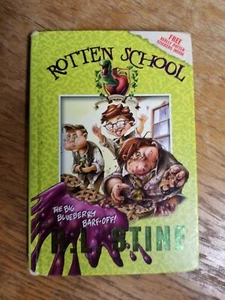 FREE
ROTTEN SCHOOL
THE BIG
BLUEBERRY
BARF-OFF!
R.L. STINE